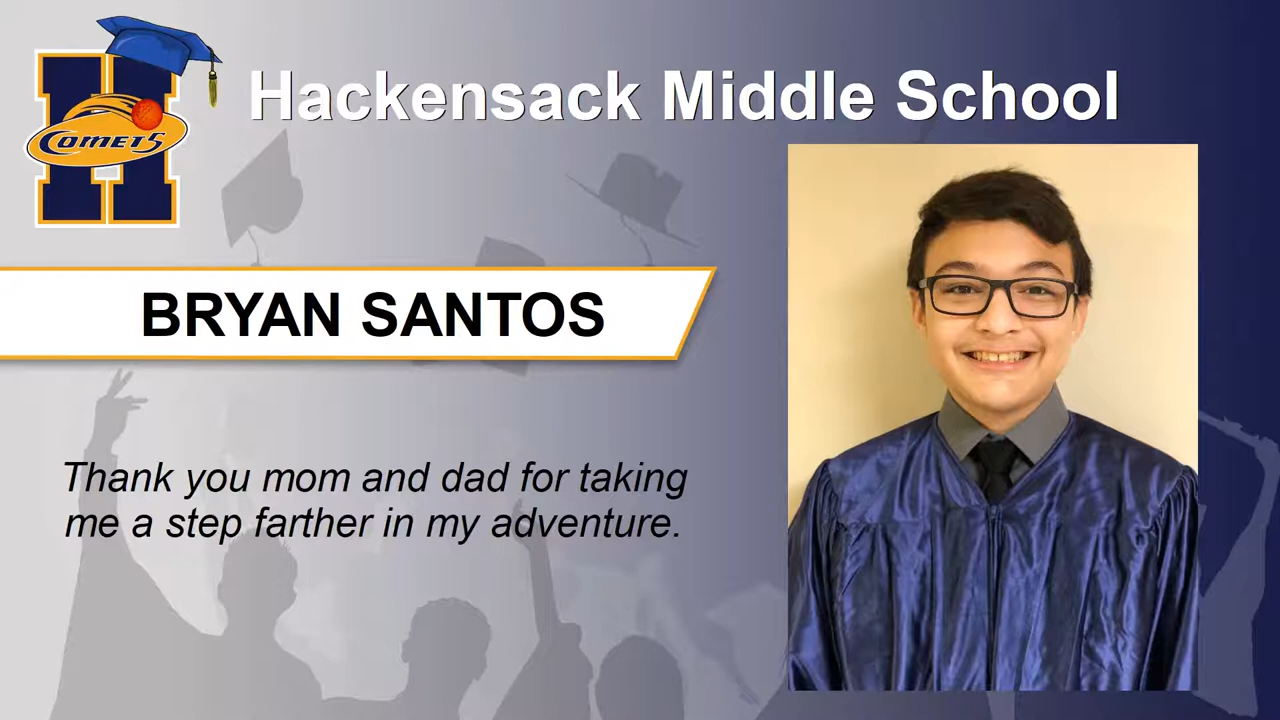 COMETS
Hackensack Middle School
BRYAN SANTOS
Thank you mom and dad for taking
me a step farther in my adventure.